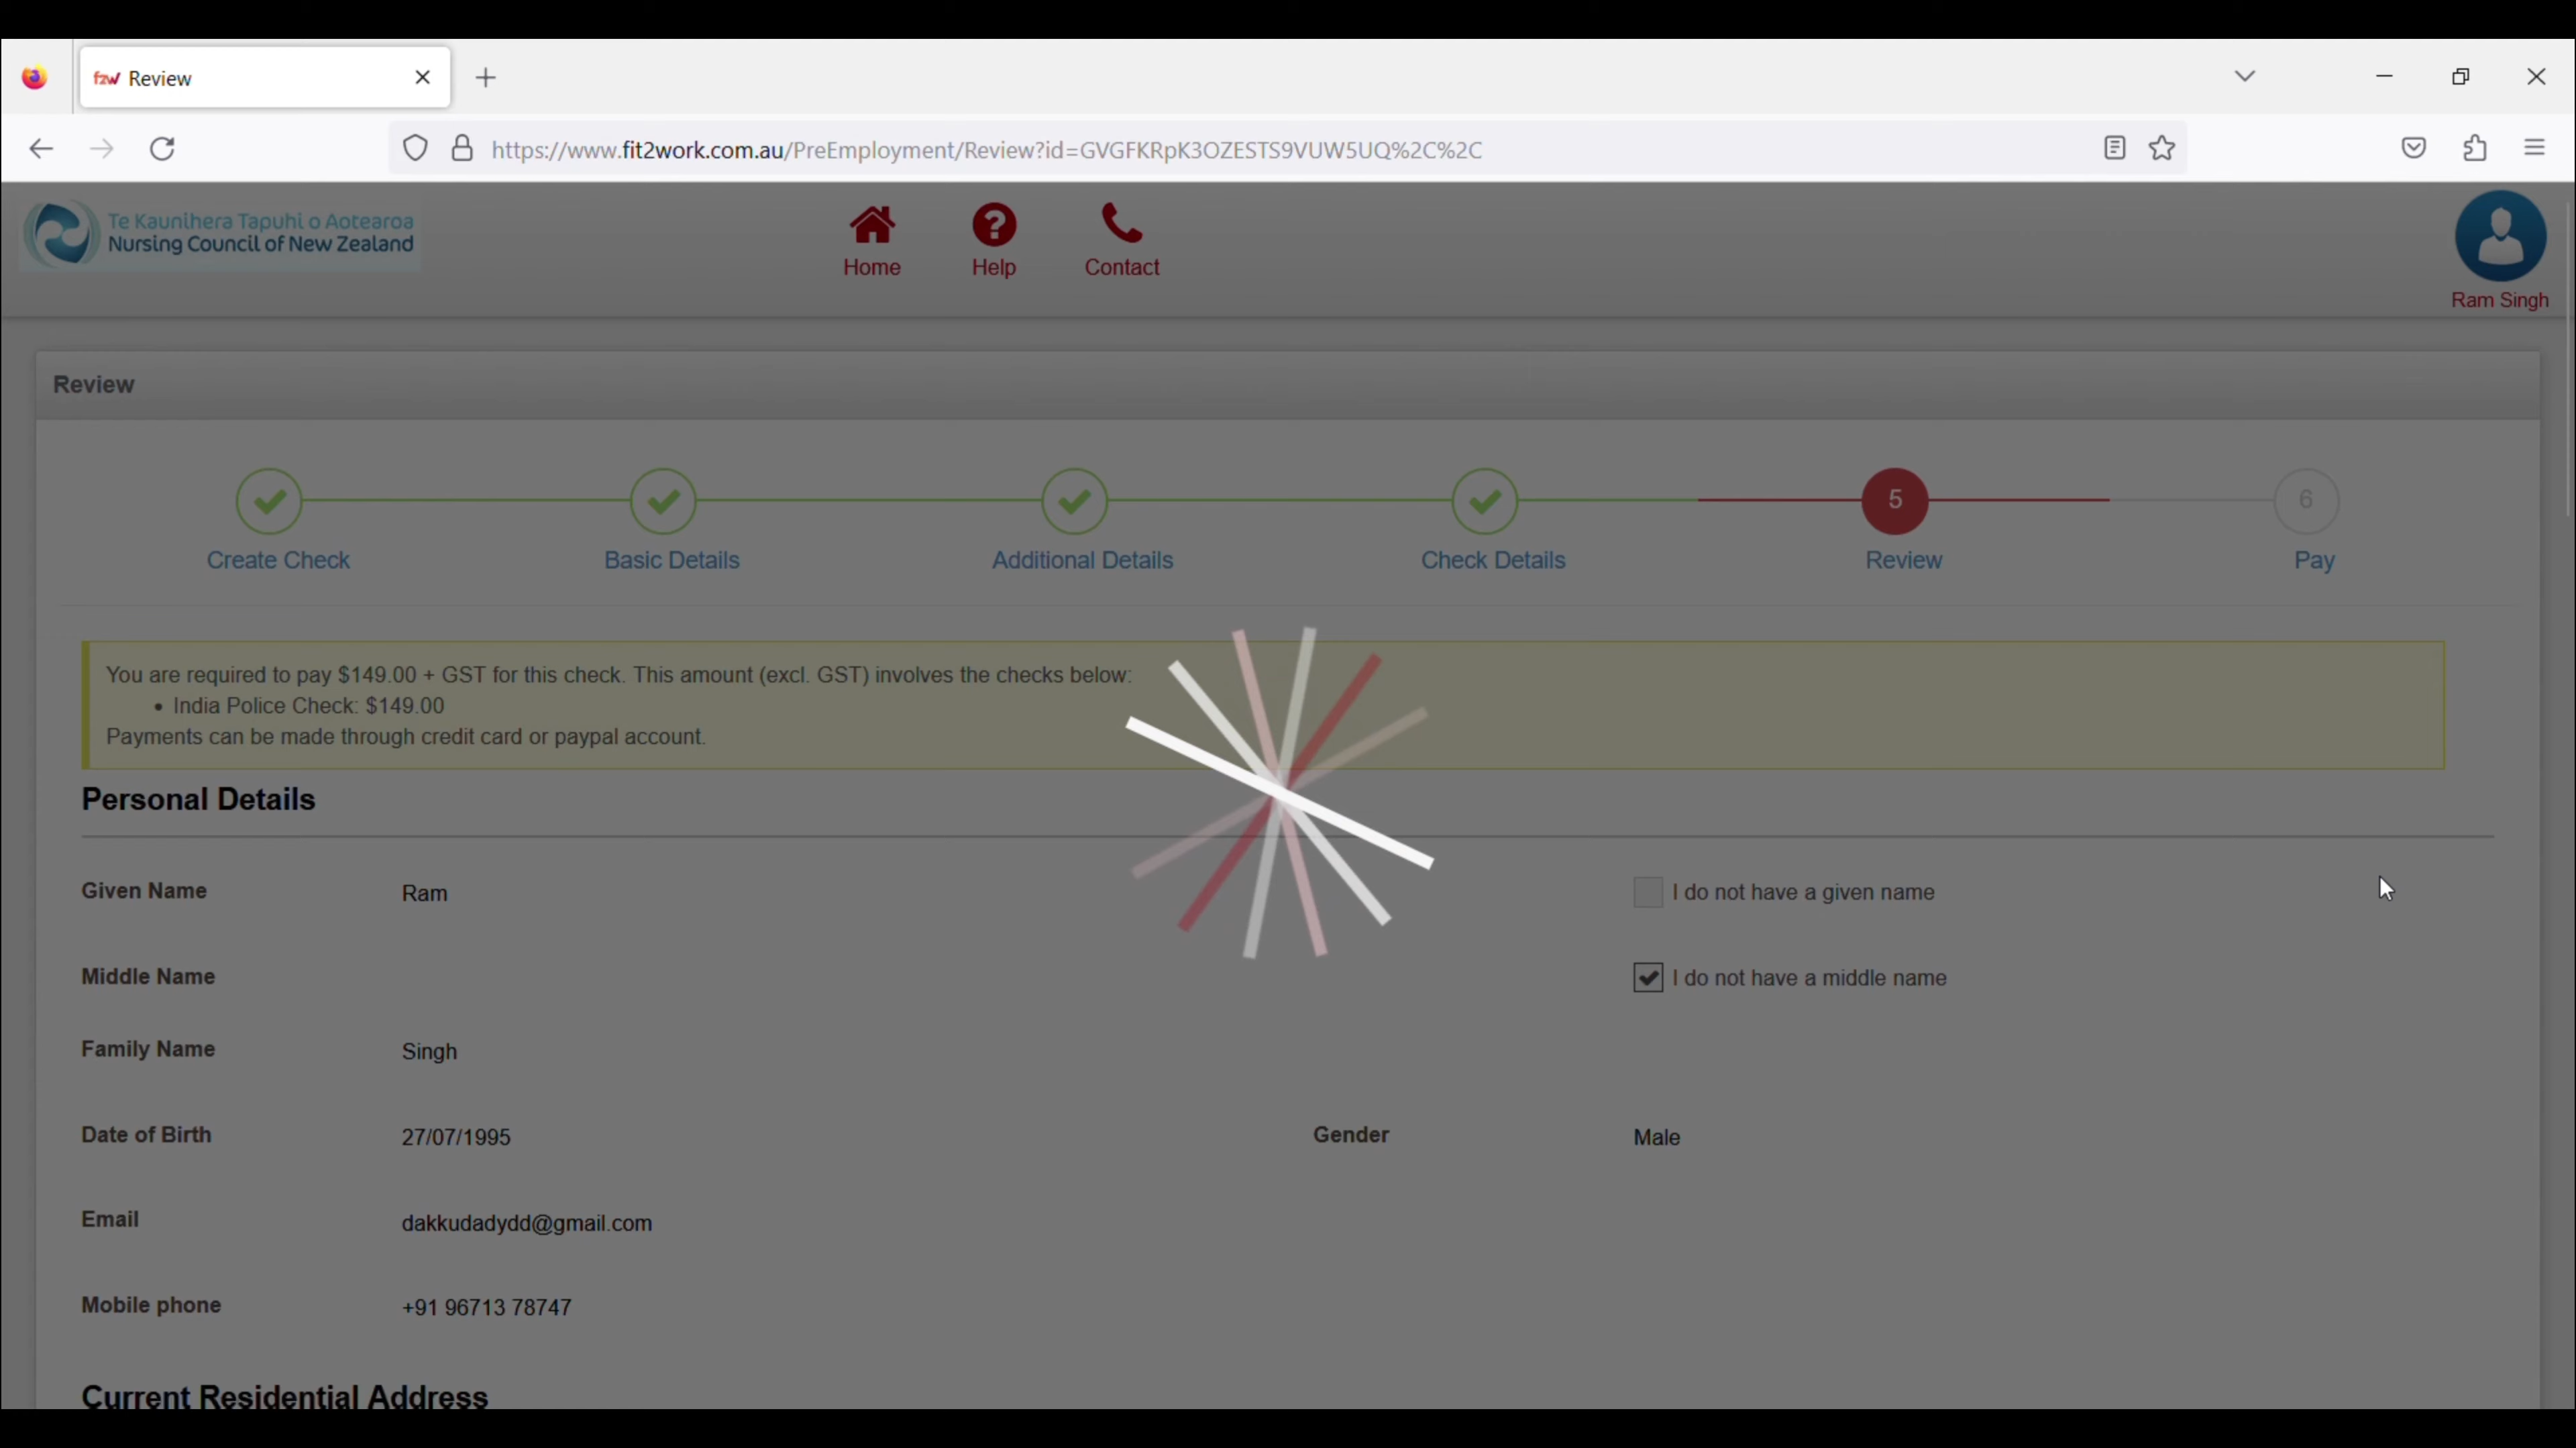 fzw Review
https://www.fit2work.com.au/PreEmployment/Review?id=GVGFKRpK3OZESTS9VUW5UQ%2C%2C
Te Kaunihera Tapuhi o Aotearoa
Nursing Council of New Zealand
Home
Help
Contact
Ram Singh
Review
5
6
Create Check
Basic Details
Additional Details
Check Details
Review
Pay
You are required to pay $149.00 + GST for this check. This amount (excl. GST) involves the checks below:
• India Police Check: $149.00
Payments can be made through credit card or paypal account.
Personal Details
Given Name Ram I do not have a given name
Middle Name I do not have a middle name
Family Name Singh
Date of Birth 27/07/1995 Gender Male
Email dakkudadydd@gmail.com
Mobile phone +91 96713 78747
Current Residential Address